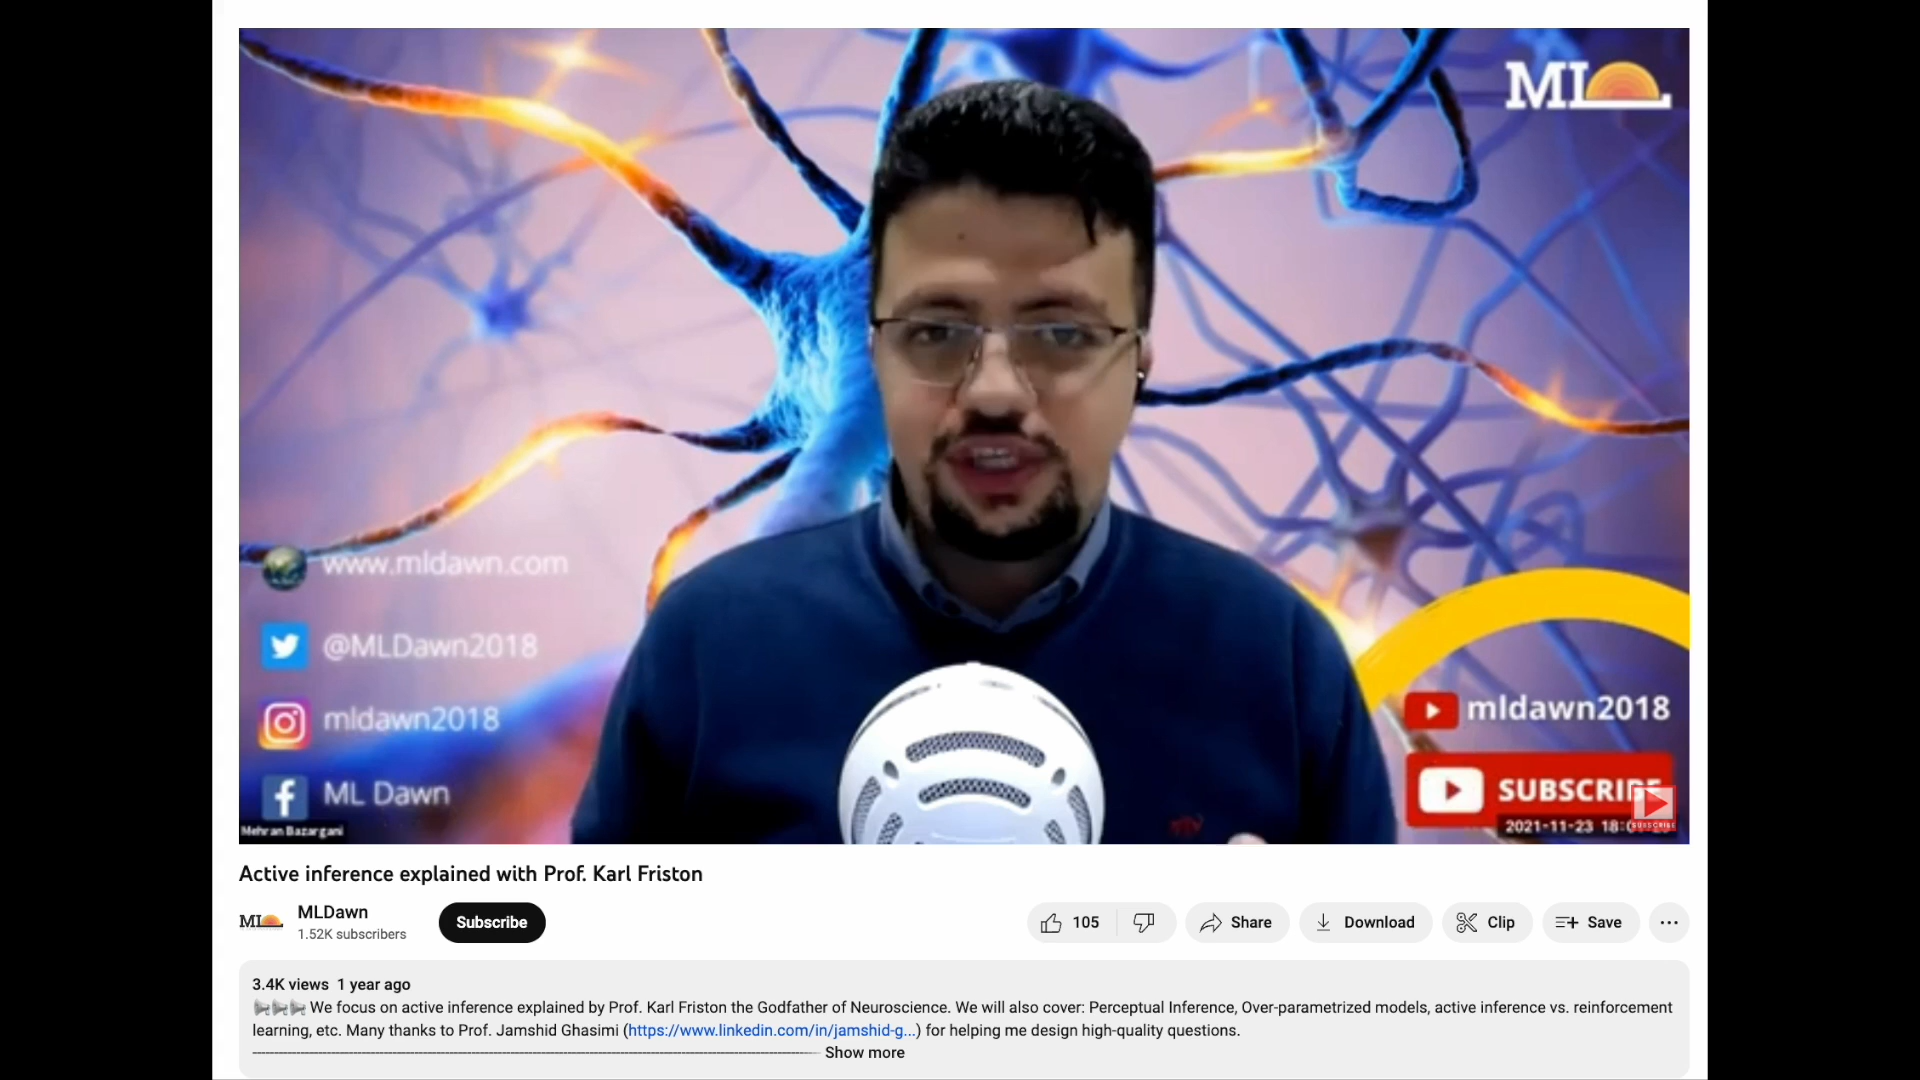 ML
www.mldawn.com
@MLDawn2018
mldawn2018
ML Dawn
Mehran Bazargani
mldawn2018
SUBSCRIBE
SUBSCRIBE
2021-11-23 18:
Active inference explained with Prof. Karl Friston
ML
MLDawn
1.52K subscribers
Subscribe
105
Share
Download
Clip
Save
3.4K views 1 year ago
We focus on active inference explained by Prof. Karl Friston the Godfather of Neuroscience. We will also cover: Perceptual Inference, Over-parametrized models, active inference vs. reinforcement
learning, etc. Many thanks to Prof. Jamshid Ghasimi (https://www.linkedin.com/in/jamshid-g...) for helping me design high-quality questions.
Show more